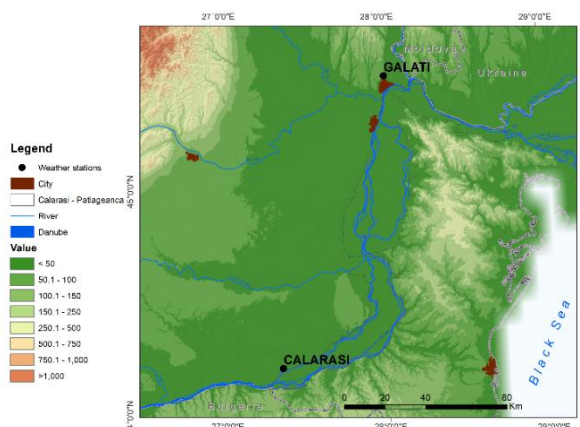 27°0'0"E 28°0'0"E 29°0'0"E
Moldova
GALATI
Ukraine
Legend
Weather stations
City
Calarasi - Patlageanca
River
Danube
Value
< 50
50.1 - 100
100.1 - 150
150.1 - 250
250.1 - 500
500.1 - 750
750.1 - 1,000
>1,000
45°0'0"N
CALARASI
Black Sea
Bulgaria
0 20 40 80
Km
27°0'0"E 28°0'0"E 29°0'0"E